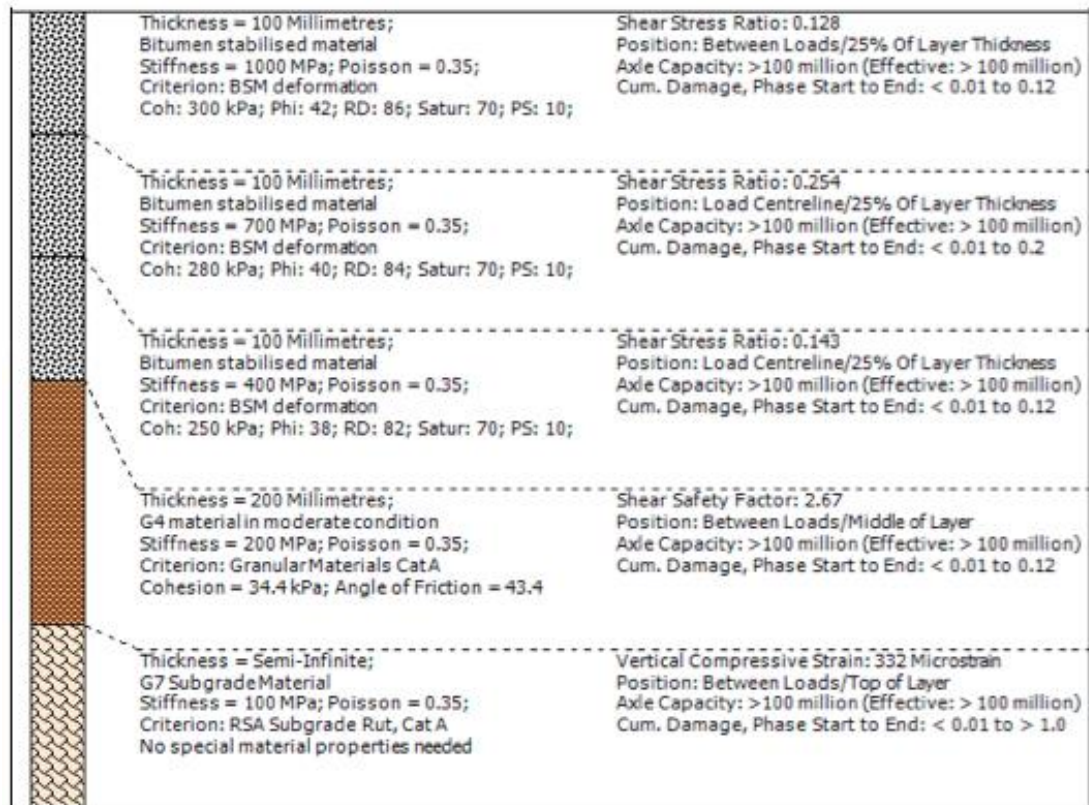 Thickness = 100 Millimetres;
Bitumen stabilised material
Stiffness = 1000 MPa; Poisson = 0.35;
Criterion: BSM deformation
Coh: 300 kPa; Phi: 42; RD: 86; Satur: 70; PS: 10;
Shear Stress Ratio: 0.128
Position: Between Loads/25% Of Layer Thickness
Axle Capacity: >100 million (Effective: > 100 million)
Cum. Damage, Phase Start to End: < 0.01 to 0.12
Thickness = 100 Millimetres;
Bitumen stabilised material
Stiffness = 700 MPa; Poisson = 0.35;
Criterion: BSM deformation
Coh: 280 kPa; Phi: 40; RD: 84; Satur: 70; PS: 10;
Shear Stress Ratio: 0.254
Position: Load Centreline/25% Of Layer Thickness
Axle Capacity: >100 million (Effective: > 100 million)
Cum. Damage, Phase Start to End: < 0.01 to 0.2
Thickness = 100 Millimetres;
Bitumen stabilised material
Stiffness = 400 MPa; Poisson = 0.35;
Criterion: BSM deformation
Coh: 250 kPa; Phi: 38; RD: 82; Satur: 70; PS: 10;
Shear Stress Ratio: 0.143
Position: Load Centreline/25% Of Layer Thickness
Axle Capacity: >100 million (Effective: > 100 million)
Cum. Damage, Phase Start to End: < 0.01 to 0.12
Thickness = 200 Millimetres;
G4 material in moderate condition
Stiffness = 200 MPa; Poisson = 0.35;
Criterion: Granular Materials Cat A
Cohesion = 34.4 kPa; Angle of Friction = 43.4
Shear Safety Factor: 2.67
Position: Between Loads/Middle of Layer
Axle Capacity: >100 million (Effective: > 100 million)
Cum. Damage, Phase Start to End: < 0.01 to 0.12
Thickness = Semi-Infinite;
G7 Subgrade Material
Stiffness = 100 MPa; Poisson = 0.35;
Criterion: RSA Subgrade Rut, Cat A
No special material properties needed
Vertical Compressive Strain: 332 Microstrain
Position: Between Loads/Top of Layer
Axle Capacity: >100 million (Effective: > 100 million)
Cum. Damage, Phase Start to End: < 0.01 to > 1.0